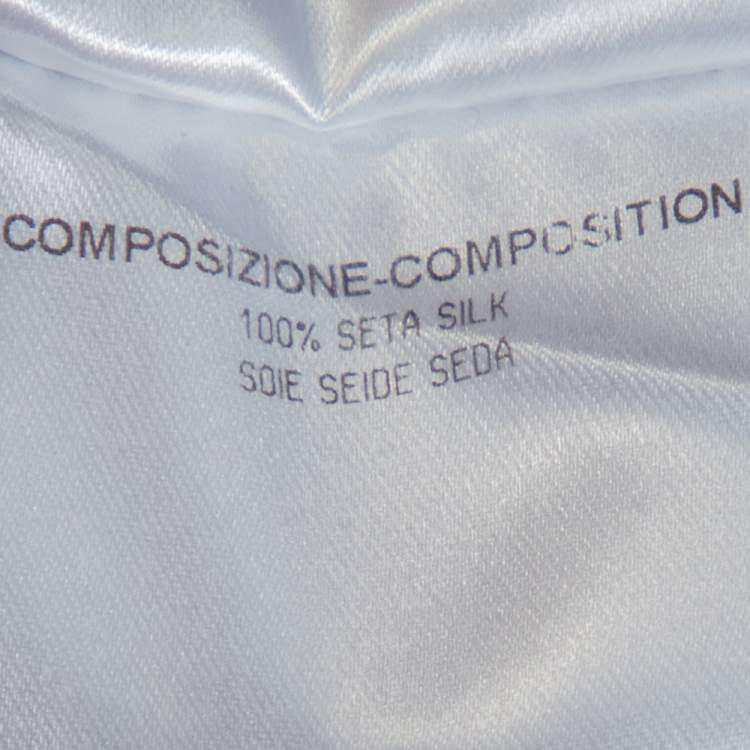 COMPOSIZIONE-COMPOSITION
100% SETA SILK
SOIE SEIDE SEDA